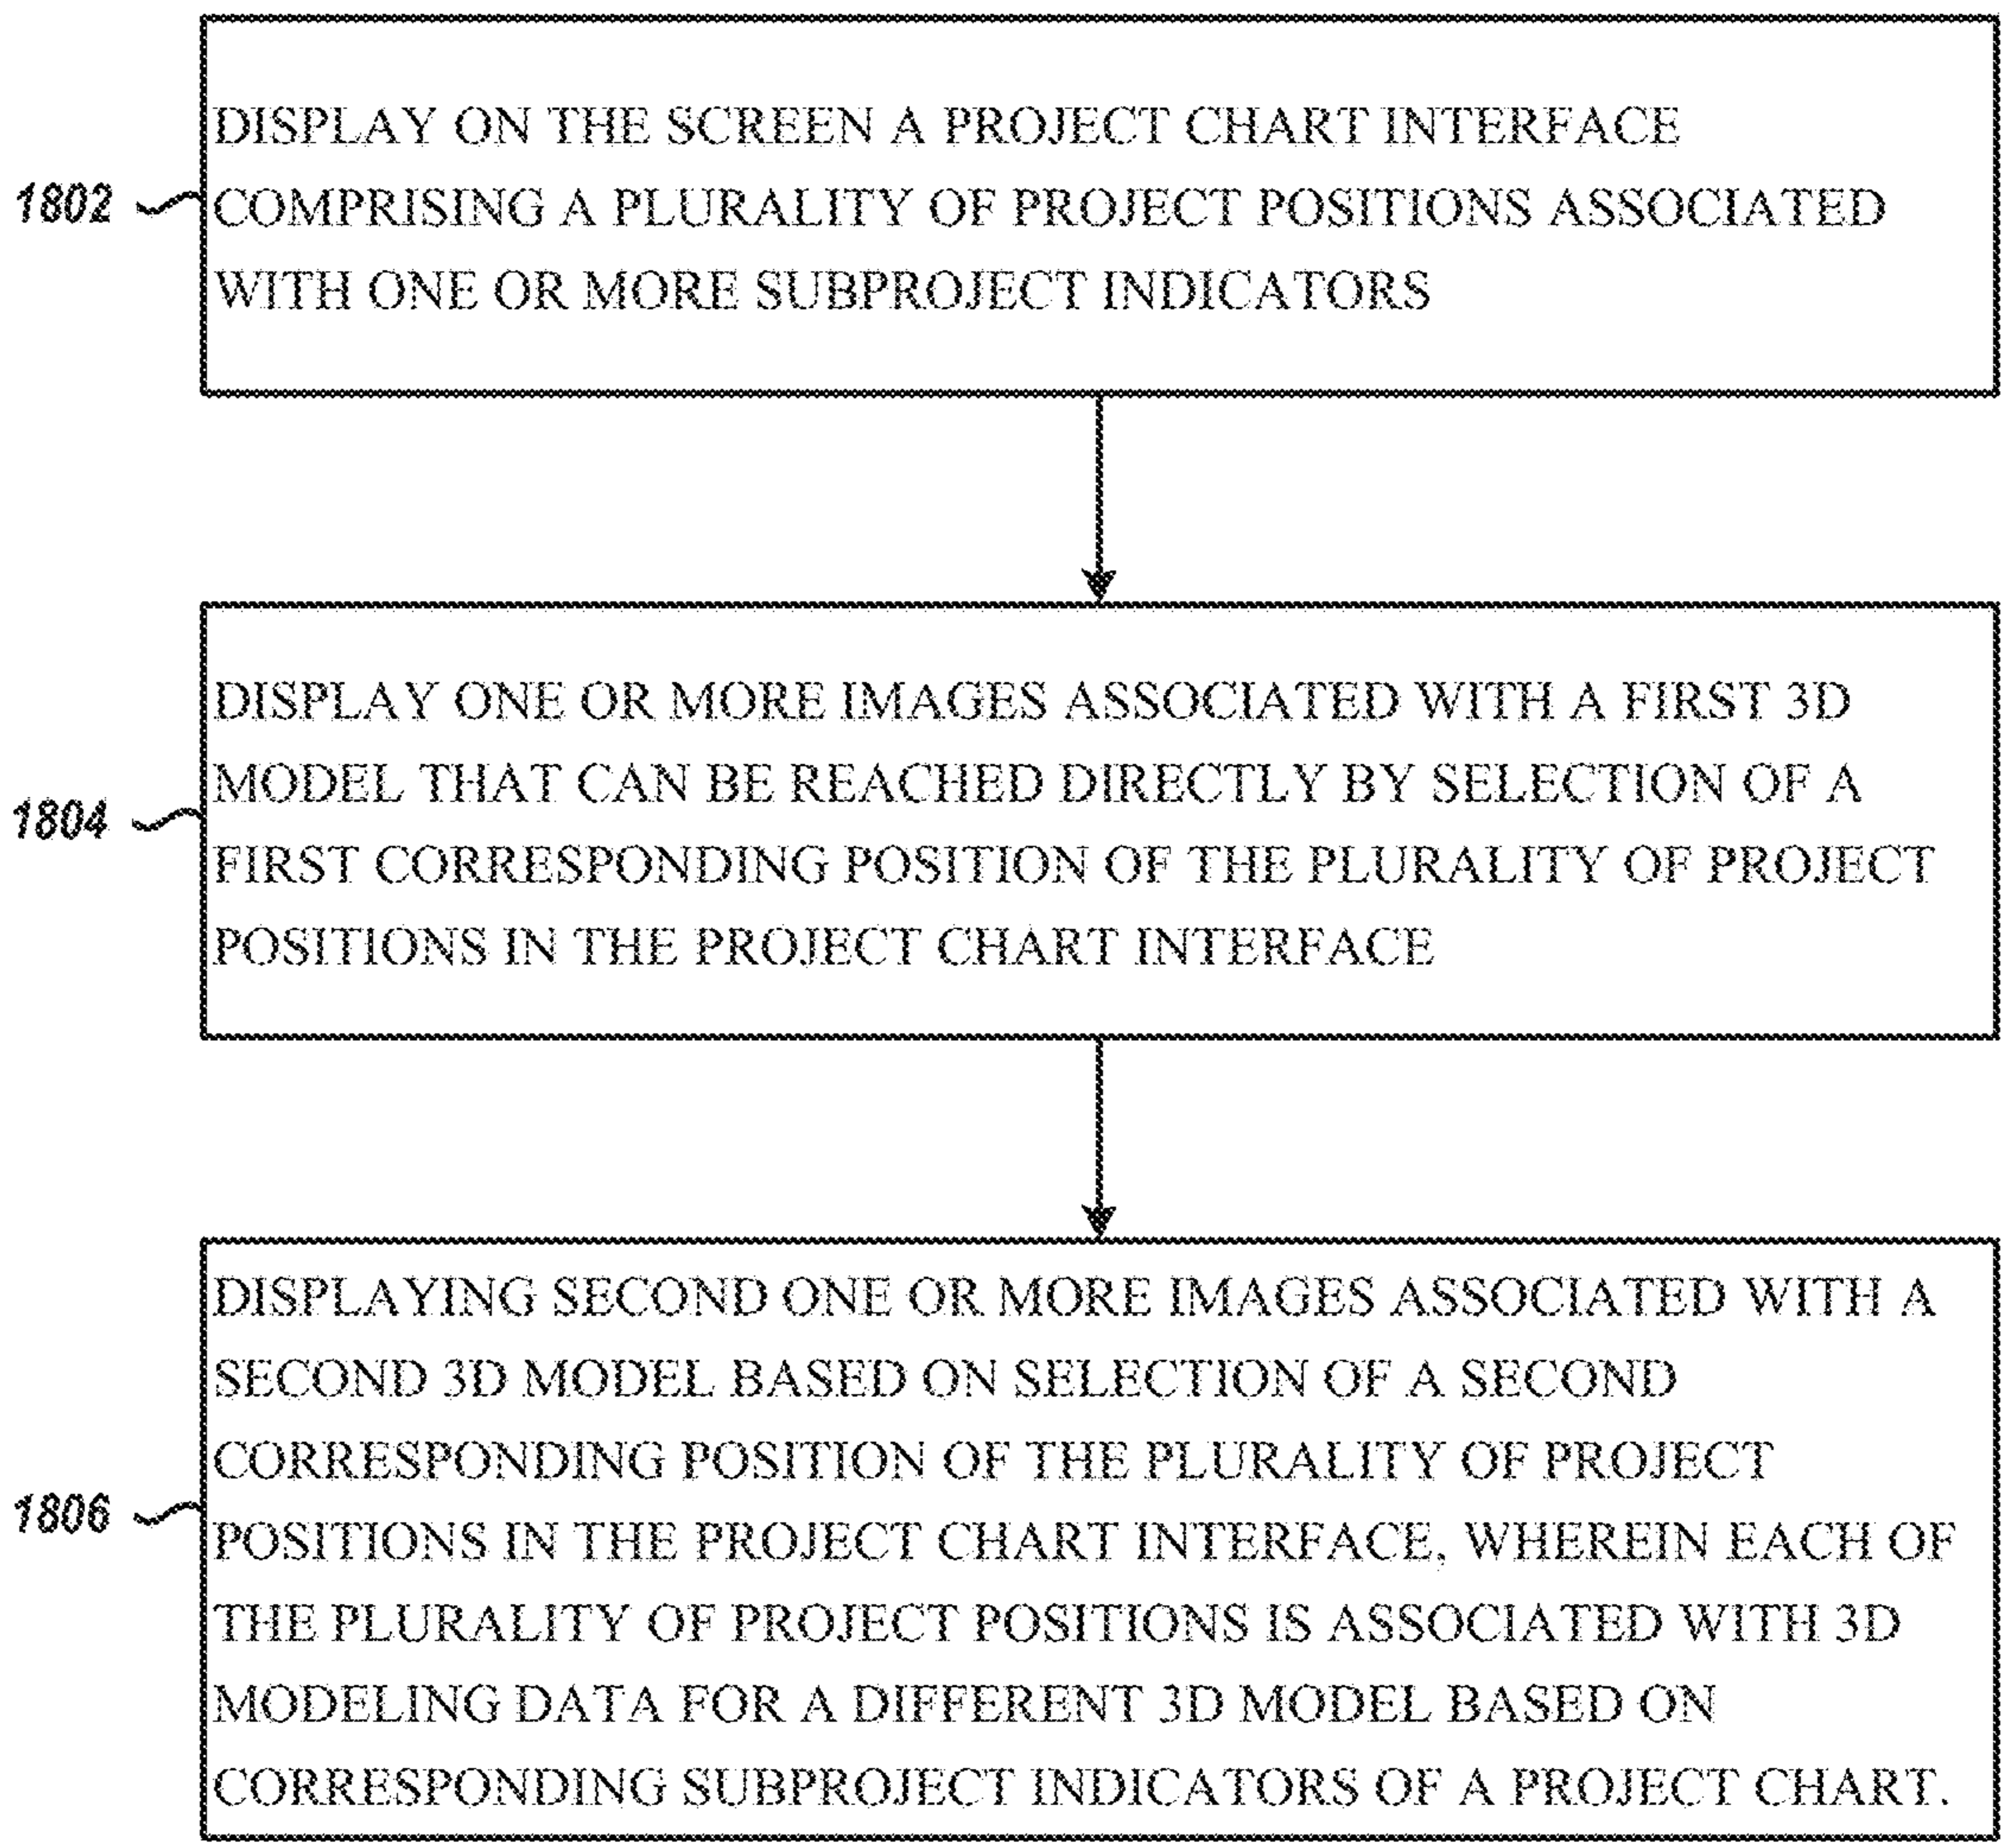 DISPLAY ON THE SCREEN A PROJECT CHART INTERFACE
1802
COMPRISING A PLURALITY OF PROJECT POSITIONS ASSOCIATED
WITH ONE OR MORE SUBPROJECT INDICATORS
DISPLAY ONE OR MORE IMAGES ASSOCIATED WITH A FIRST 3D
MODEL THAT CAN BE REACHED DIRECTLY BY SELECTION OF A
1804
FIRST CORRESPONDING POSITION OF THE PLURALITY OF PROJECT
POSITIONS IN THE PROJECT CHART INTERFACE
DISPLAYING SECOND ONE OR MORE IMAGES ASSOCIATED WITH A
SECOND 3D MODEL BASED ON SELECTION OF A SECOND
CORRESPONDING POSITION OF THE PLURALITY OF PROJECT
1806
POSITIONS IN THE PROJECT CHART INTERFACE, WHEREIN EACH OF
THE PLURALITY OF PROJECT POSITIONS IS ASSOCIATED WITH 3D
MODELING DATA FOR A DIFFERENT 3D MODEL BASED ON
CORRESPONDING SUBPROJECT INDICATORS OF A PROJECT CHART.